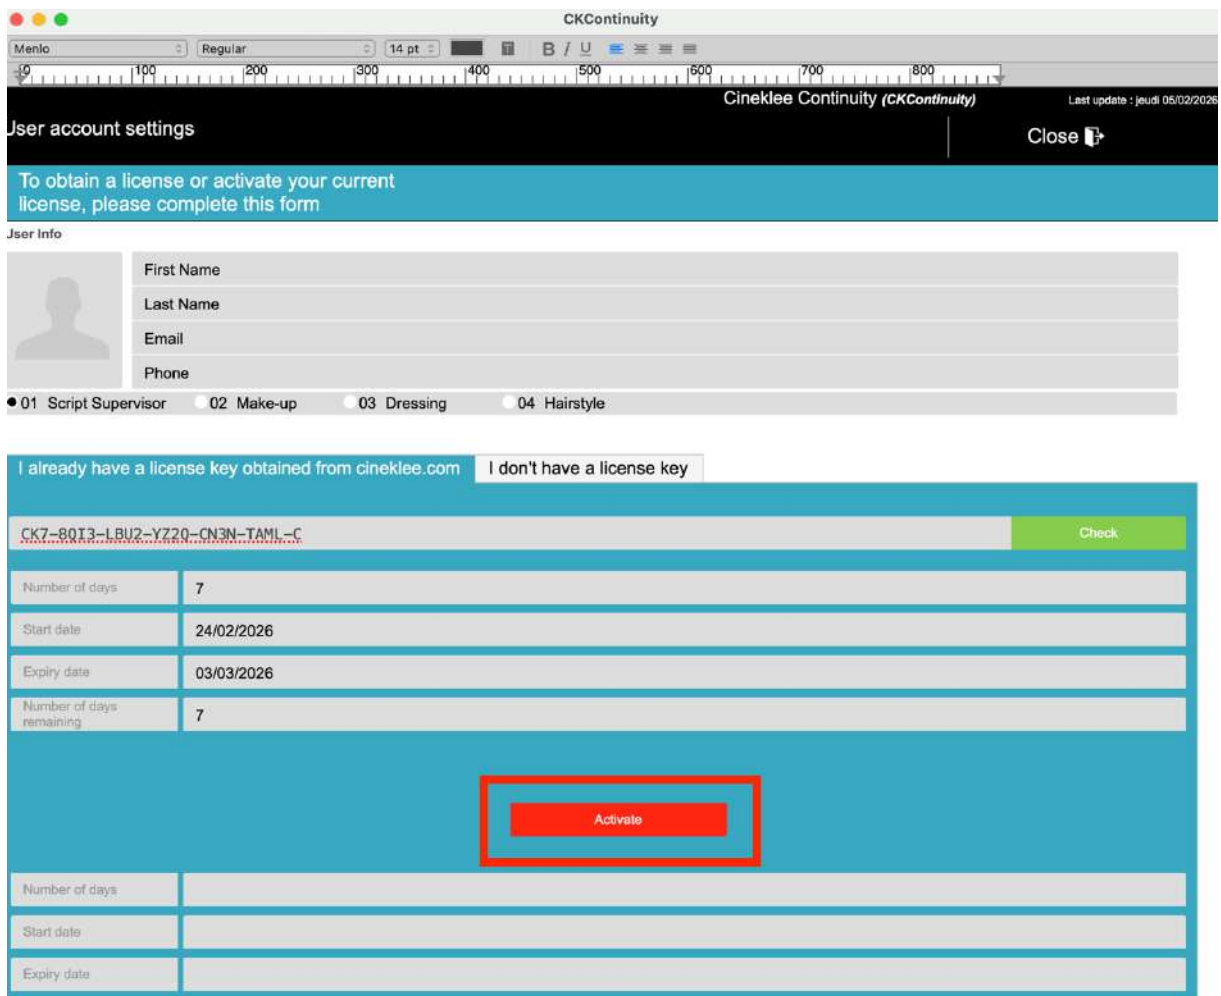 CKContinuity
Menlo Regular 14 pt B I U
0 100 200 300 400 500 600 700 800
Cineklee Continuity (CKContinuity) Last update : jeudi 05/02/2026
User account settings Close
To obtain a license or activate your current
license, please complete this form
User Info
First Name
Last Name
Email
Phone
01 Script Supervisor 02 Make-up 03 Dressing 04 Hairstyle
I already have a license key obtained from cineklee.com I don't have a license key
CK7-8QI3-LBU2-YZ2Q-CN3N-TAML-C Check
Number of days 7
Start date 24/02/2026
Expiry date 03/03/2026
Number of days
remaining 7
Activate
Number of days
Start date
Expiry date